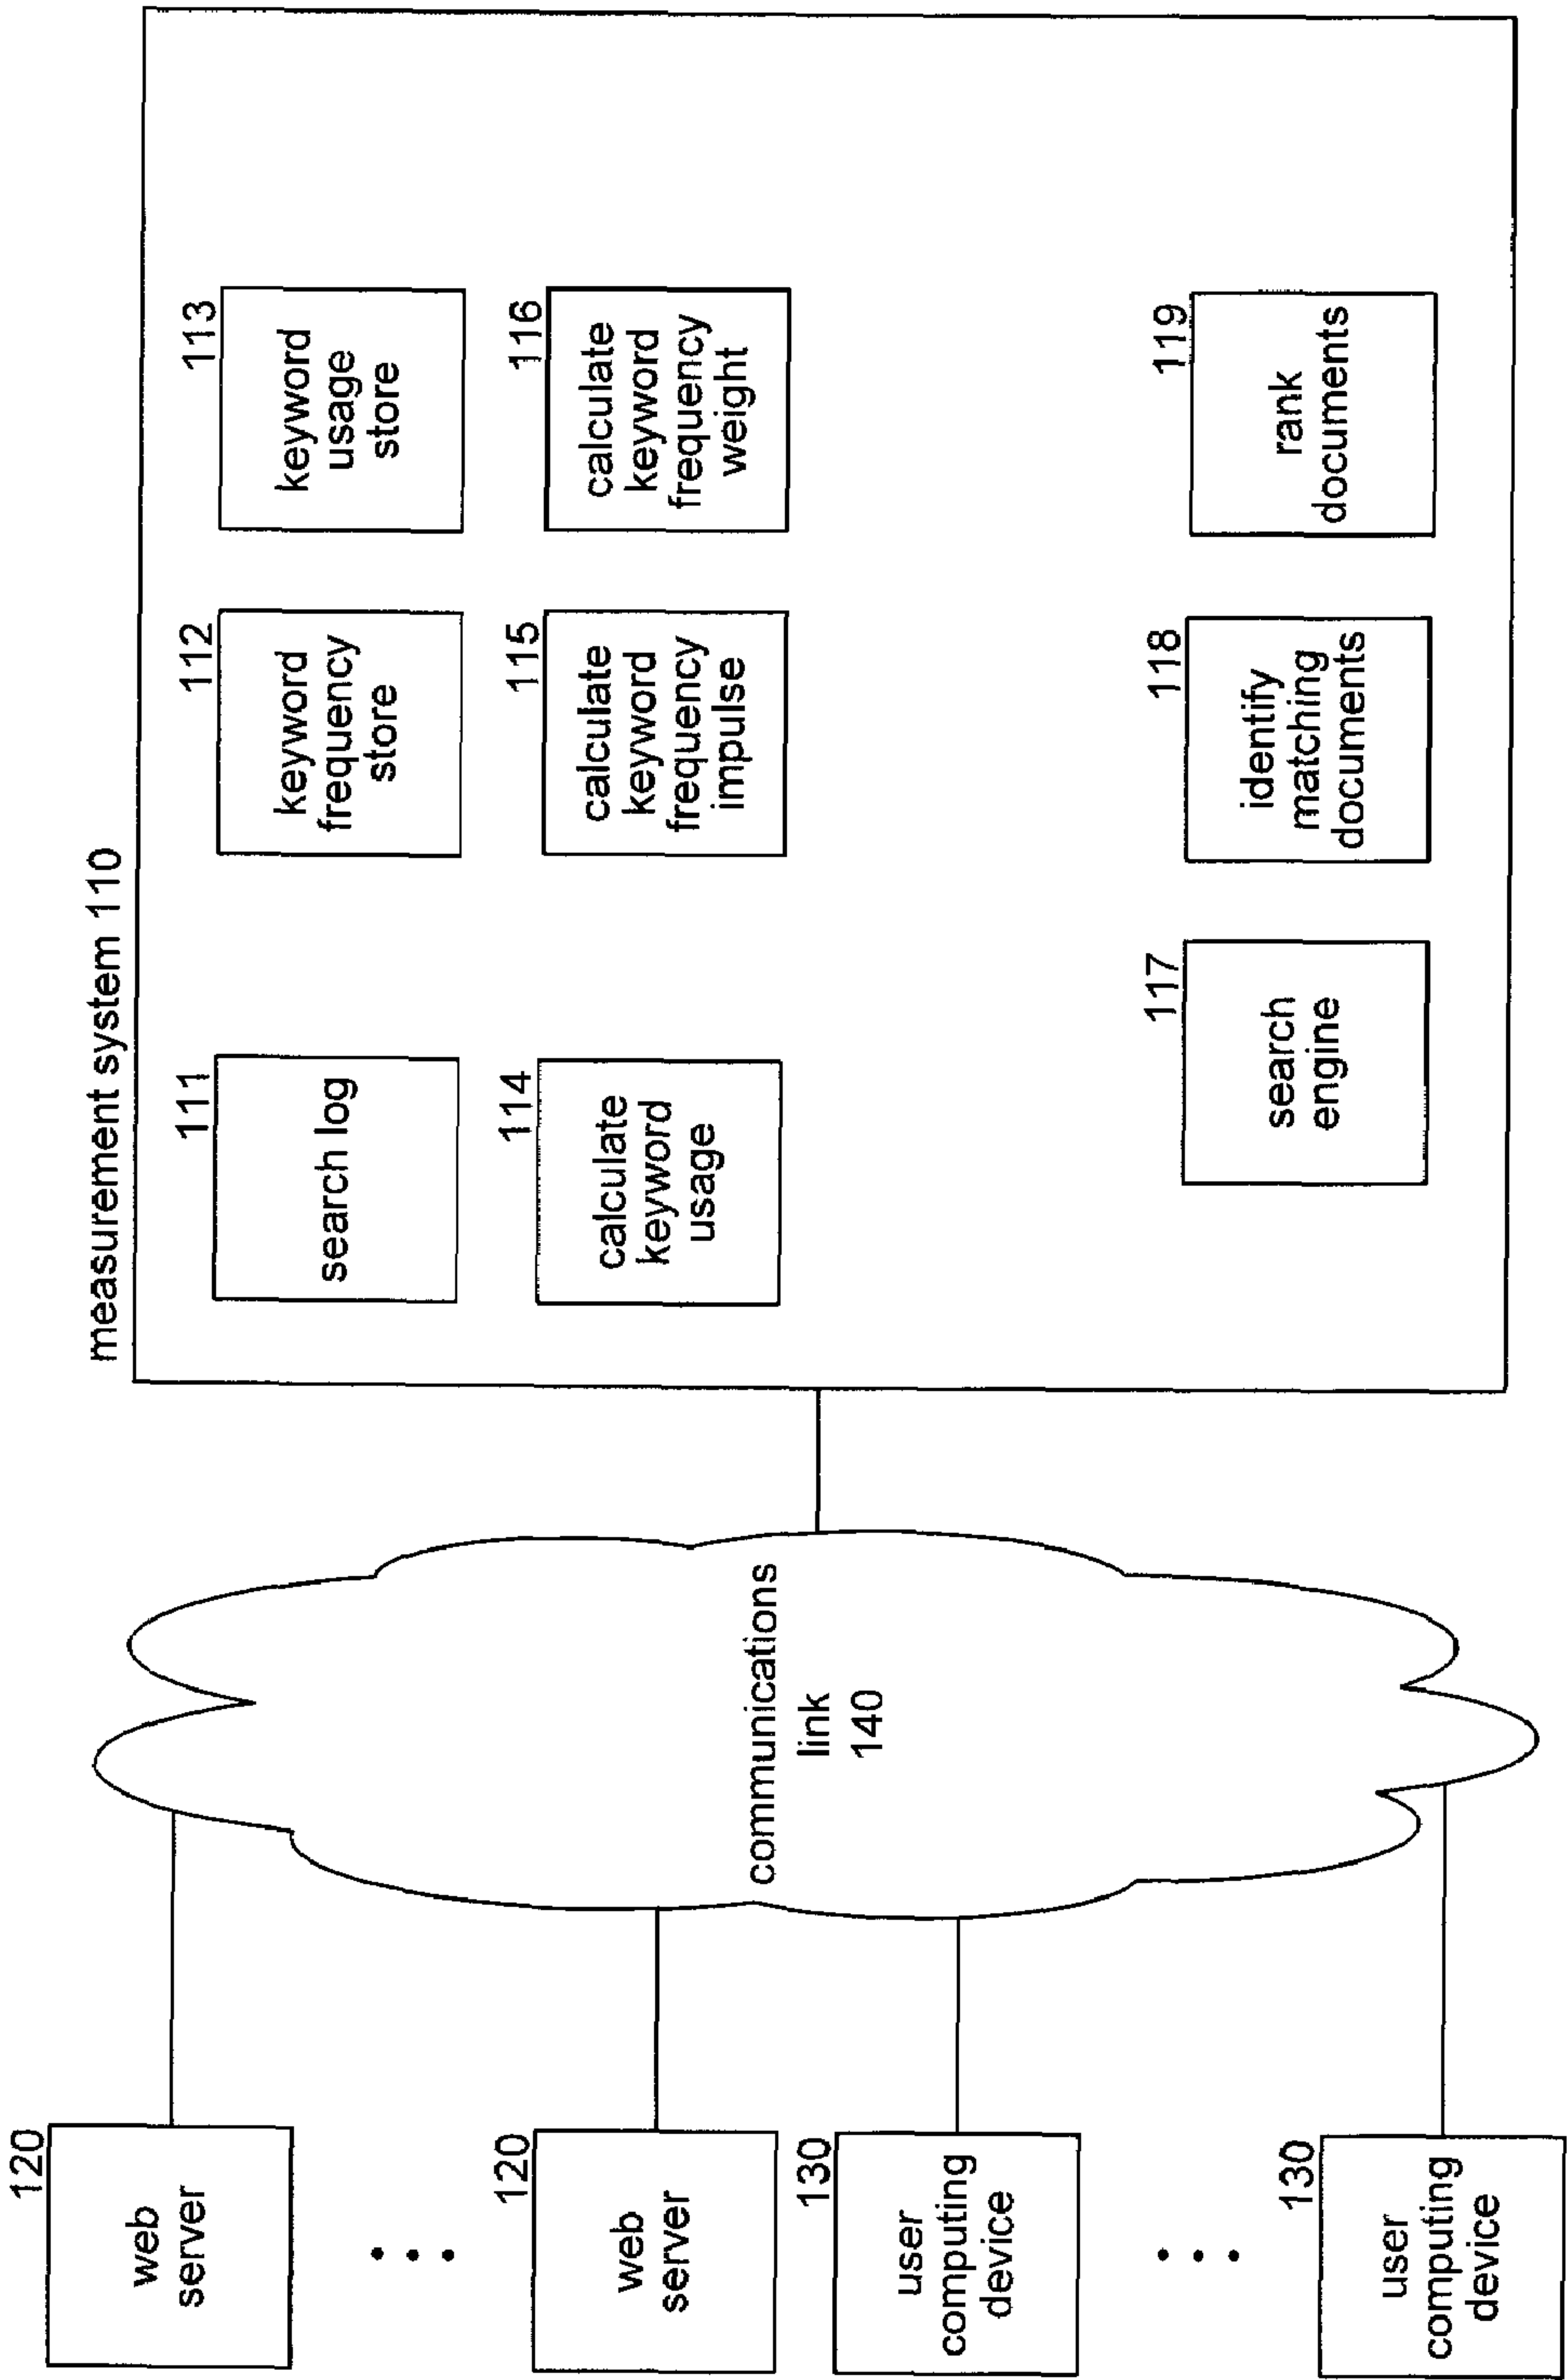 measurement system 110
111
search log
112
keyword
frequency
store
113
keyword
usage
store
114
calculate
keyword
usage
115
calculate
keyword
frequency
impulse
116
calculate
keyword
frequency
weight
117
search
engine
118
identify
matching
documents
119
rank
documents
communications
link
140
120
web
server
120
web
server
130
user
computing
device
130
user
computing
device